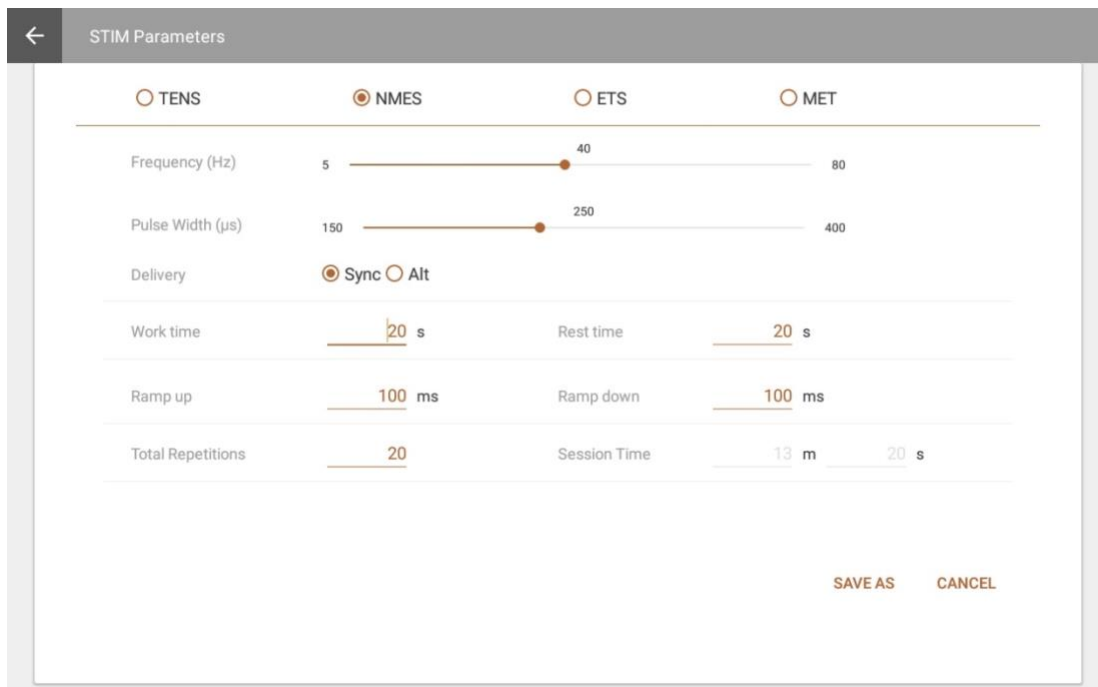 STIM Parameters
TENS NMES ETS MET
40
Frequency (Hz) 5 80
250
Pulse Width (μs) 150 400
Delivery Sync Alt
Work time 20 s Rest time 20 s
Ramp up 100 ms Ramp down 100 ms
Total Repetitions 20 Session Time 13 m 20 s
SAVE AS CANCEL